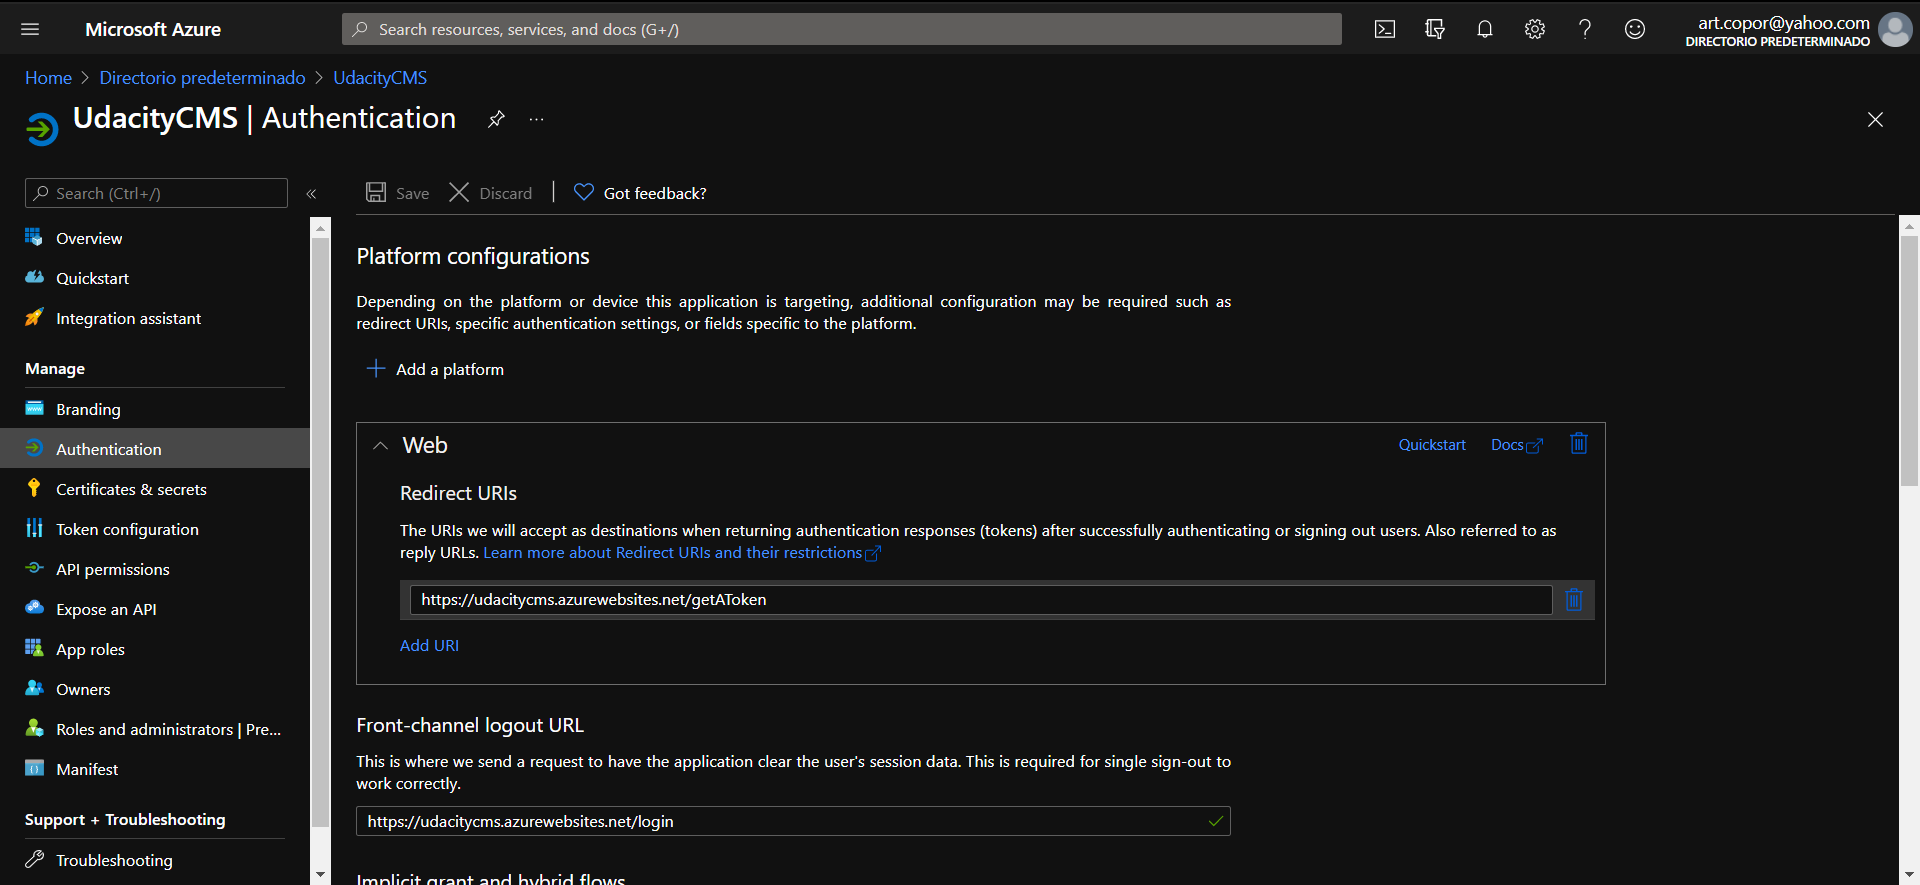 Microsoft Azure
Search resources, services, and docs (G+/)
art.copor@yahoo.com
DIRECTORIO PREDETERMINADO
Home > Directorio predeterminado > UdacityCMS
UdacityCMS | Authentication
Search (Ctrl+/)
Overview
Quickstart
Integration assistant
Manage
Branding
Authentication
Certificates & secrets
Token configuration
API permissions
Expose an API
App roles
Owners
Roles and administrators | Pre...
Manifest
Support + Troubleshooting
Troubleshooting
Save
Discard
Got feedback?
Platform configurations
Depending on the platform or device this application is targeting, additional configuration may be required such as
redirect URIs, specific authentication settings, or fields specific to the platform.
Add a platform
Web
Quickstart
Docs
Redirect URIs
The URIs we will accept as destinations when returning authentication responses (tokens) after successfully authenticating or signing out users. Also referred to as
reply URLs. Learn more about Redirect URIs and their restrictions
https://udacitycms.azurewebsites.net/getAToken
Add URI
Front-channel logout URL
This is where we send a request to have the application clear the user's session data. This is required for single sign-out to
work correctly.
https://udacitycms.azurewebsites.net/login
Implicit grant and hybrid flows